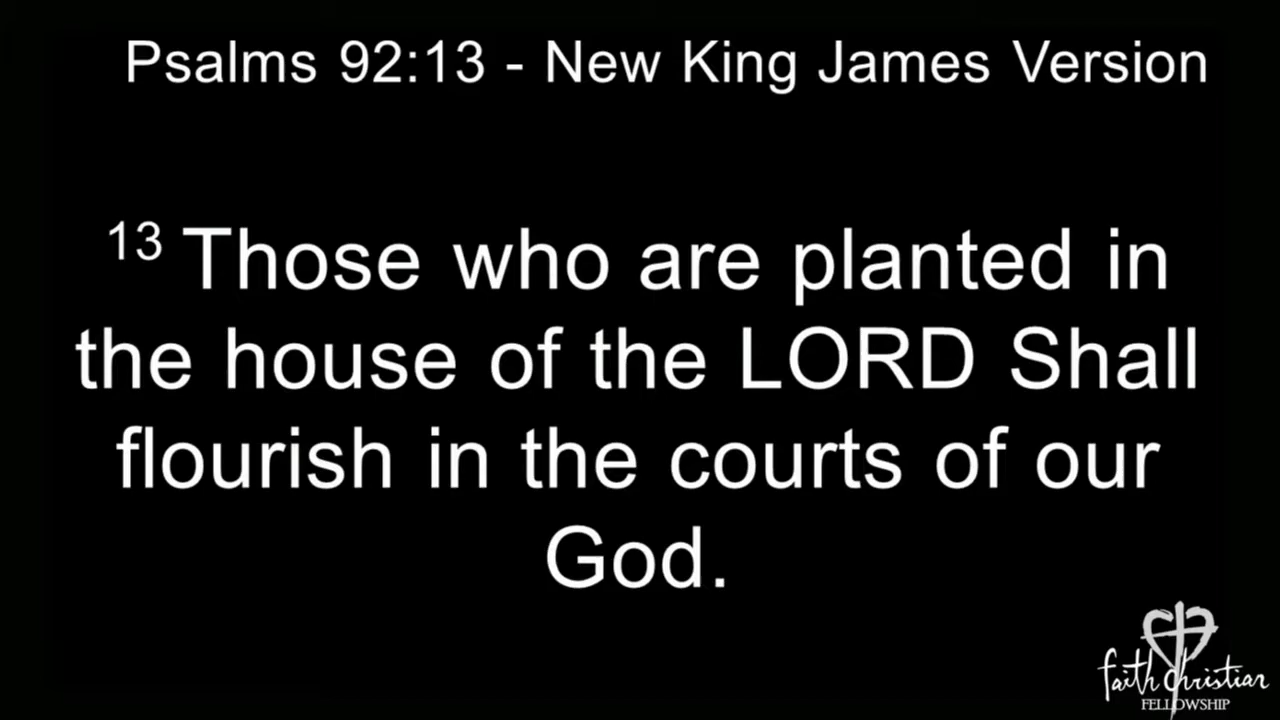 Psalms 92:13 - New King James Version
13 Those who are planted in
the house of the LORD Shall
flourish in the courts of our
God.
faith Christian
FELLOWSHIP